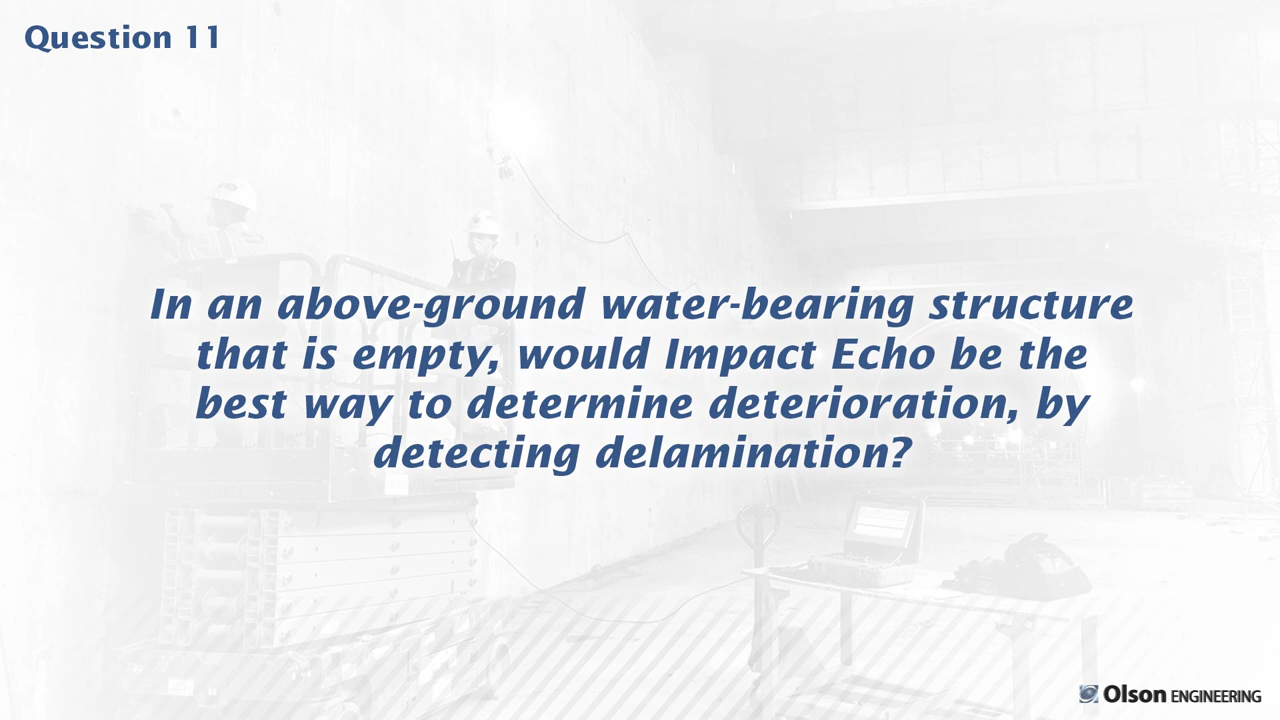 Question 11
In an above-ground water-bearing structure
that is empty, would Impact Echo be the
best way to determine deterioration, by
detecting delamination?
Olson ENGINEERING